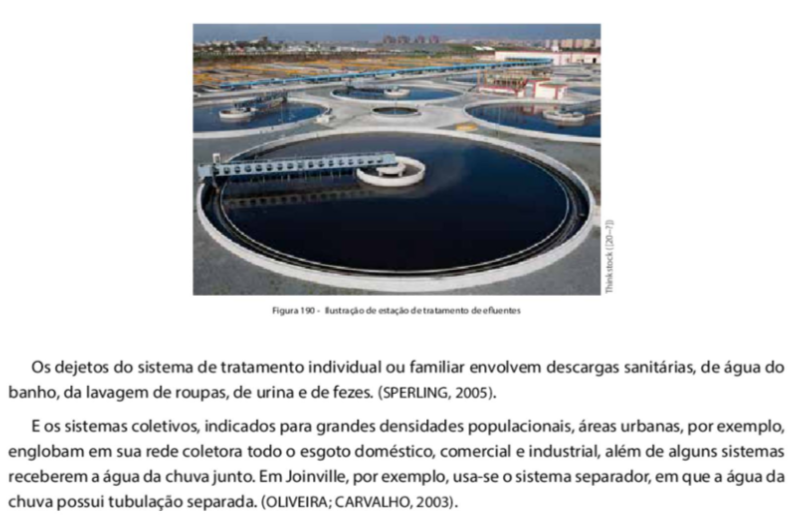 Thinkstock ([20--?])
Figura 190 - Ilustração de estação de tratamento de efluentes
Os dejetos do sistema de tratamento individual ou familiar envolvem descargas sanitárias, de água do
banho, da lavagem de roupas, de urina e de fezes. (SPERLING, 2005).
E os sistemas coletivos, indicados para grandes densidades populacionais, áreas urbanas, por exemplo,
englobam em sua rede coletora todo o esgoto doméstico, comercial e industrial, além de alguns sistemas
receberem a água da chuva junto. Em Joinville, por exemplo, usa-se o sistema separador, em que a água da
chuva possui tubulação separada. (OLIVEIRA; CARVALHO, 2003).